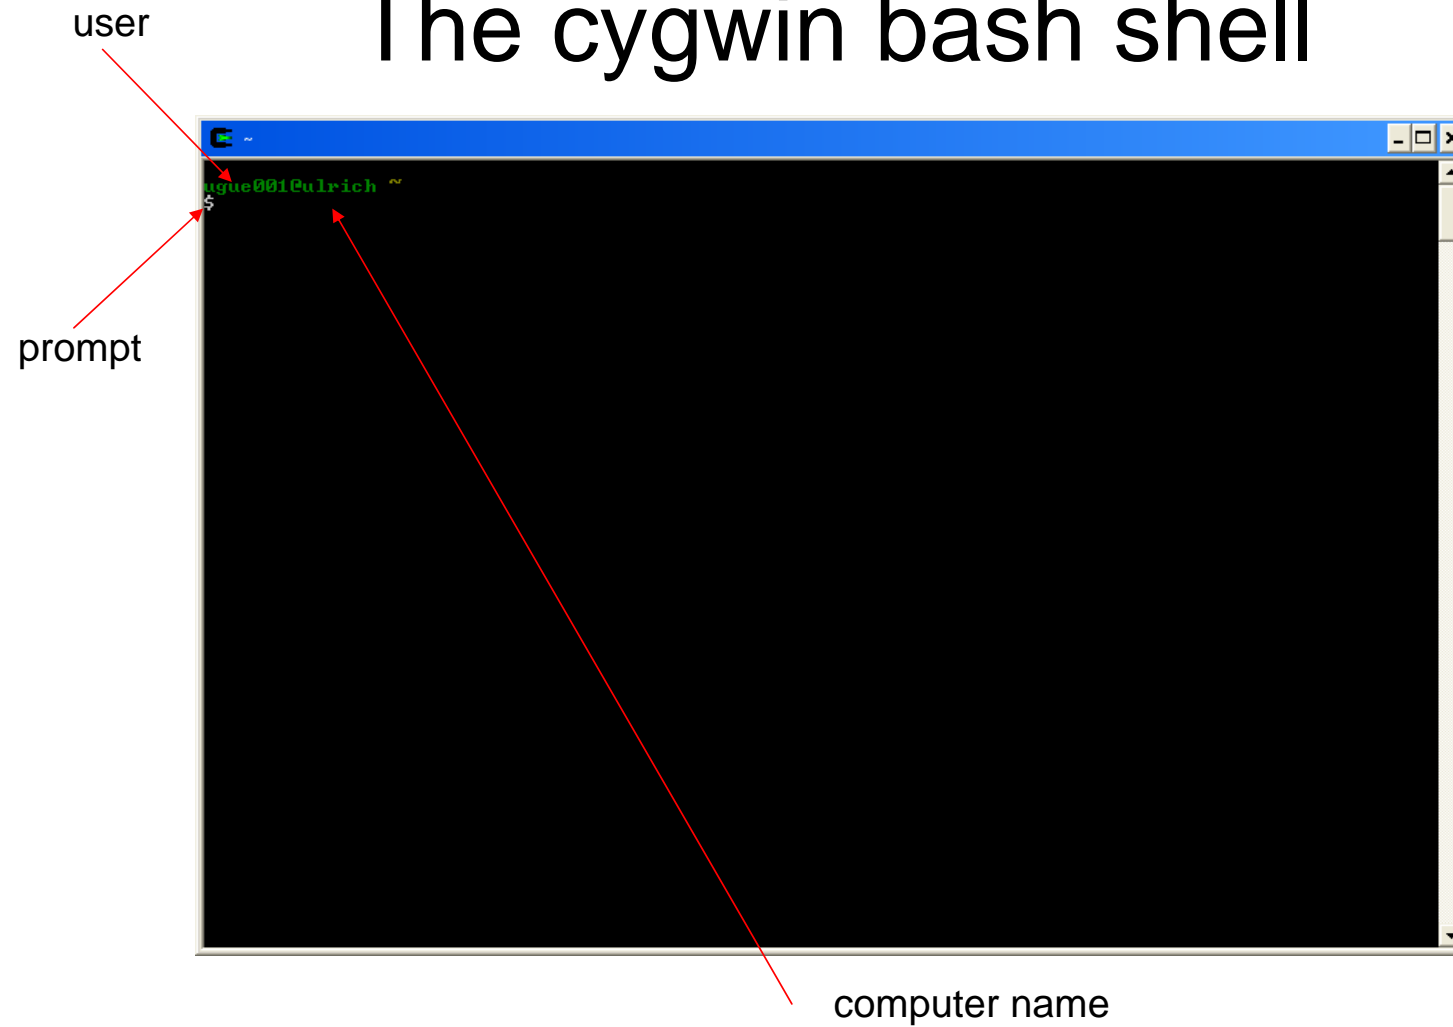 The cygwin bash shell
user
~
ugue001@ulrich ~
$
prompt
computer name